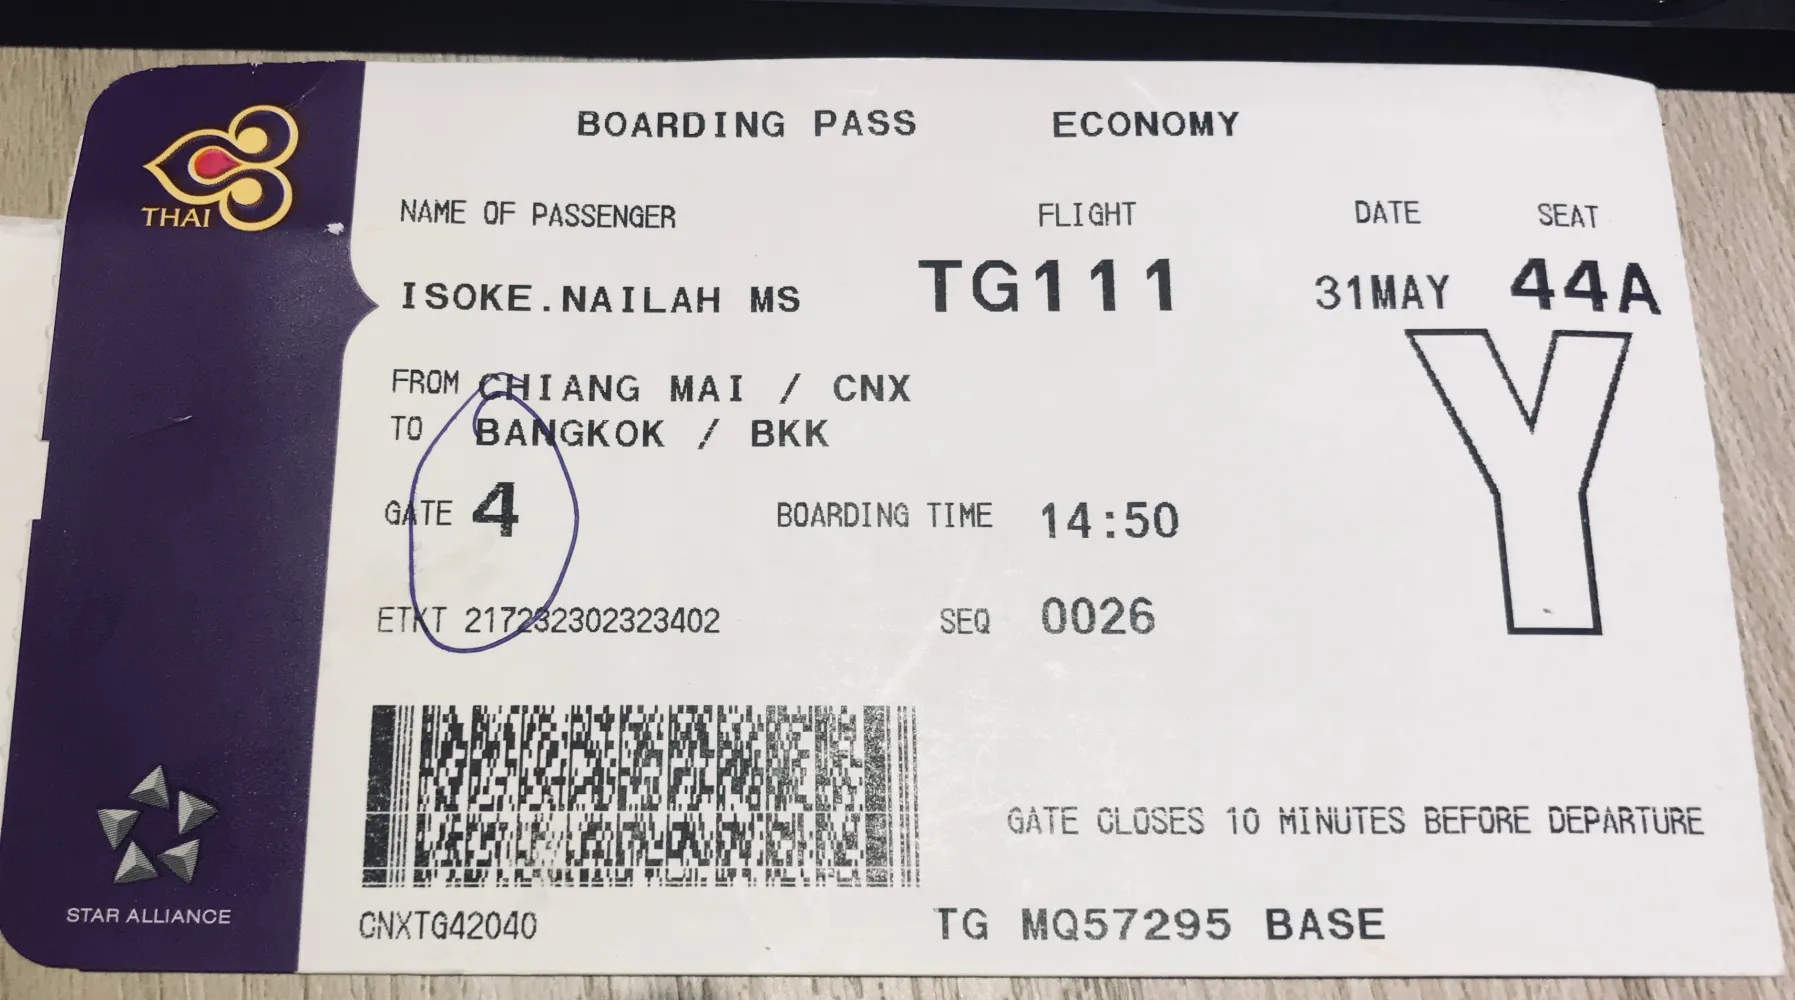 THAI
BOARDING PASS ECONOMY
NAME OF PASSENGER FLIGHT DATE SEAT
ISOKE.NAILAH MS TG111 31MAY 44A
FROM CHIANG MAI / CNX
TO BANGKOK / BKK
Y
GATE 4 BOARDING TIME 14:50
ETKT 217232302323402 SEQ 0026
GATE CLOSES 10 MINUTES BEFORE DEPARTURE
STAR ALLIANCE
CNXTG42040 TG MQ57295 BASE